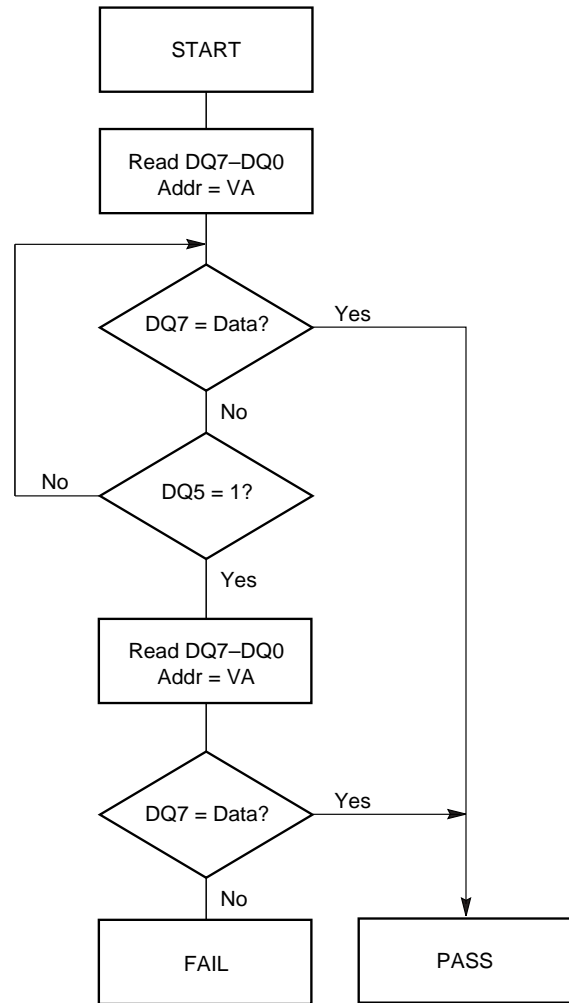 START
Read DQ7–DQ0
Addr = VA
DQ7 = Data?
Yes
No
No
DQ5 = 1?
Yes
Read DQ7–DQ0
Addr = VA
DQ7 = Data?
Yes
No
FAIL
PASS